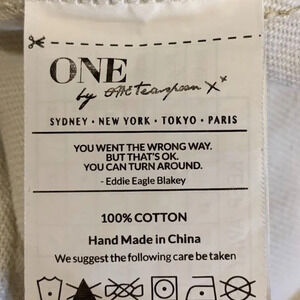 ONE
by One Teaspoon X x
SYDNEY • NEW YORK • TOKYO • PARIS
YOU WENT THE WRONG WAY.
BUT THAT'S OK.
YOU CAN TURN AROUND.
- Eddie Eagle Blakey
100% COTTON
Hand Made in China
We suggest the following care be taken